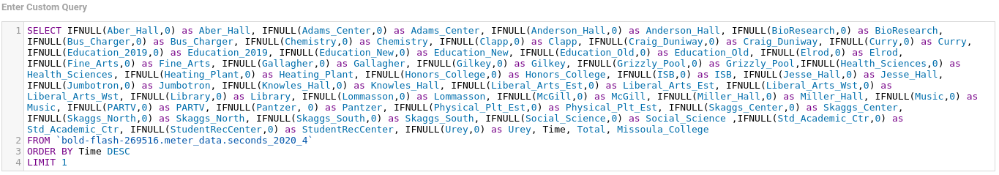 Enter Custom Query
1 SELECT IFNULL(Aber_Hall,0) as Aber_Hall, IFNULL(Adams_Center,0) as Adams_Center, IFNULL(Anderson_Hall,0) as Anderson_Hall, IFNULL(BioResearch,0) as BioResearch,
IFNULL(Bus_Charger,0) as Bus_Charger, IFNULL(Chemistry,0) as Chemistry, IFNULL(Clapp,0) as Clapp, IFNULL(Craig_Duniway,0) as Craig_Duniway, IFNULL(Curry,0) as Curry,
IFNULL(Education_2019,0) as Education_2019, IFNULL(Education_New,0) as Education_New, IFNULL(Education_Old,0) as Education_Old, IFNULL(Elrod,0) as Elrod,
IFNULL(Fine_Arts,0) as Fine_Arts, IFNULL(Gallagher,0) as Gallagher, IFNULL(Gilkey,0) as Gilkey, IFNULL(Grizzly_Pool,0) as Grizzly_Pool,IFNULL(Health_Sciences,0) as
Health_Sciences, IFNULL(Heating_Plant,0) as Heating_Plant, IFNULL(Honors_College,0) as Honors_College, IFNULL(ISB,0) as ISB, IFNULL(Jesse_Hall,0) as Jesse_Hall,
IFNULL(Jumbotron,0) as Jumbotron, IFNULL(Knowles_Hall,0) as Knowles_Hall, IFNULL(Liberal_Arts_Est,0) as Liberal_Arts_Est, IFNULL(Liberal_Arts_Wst,0) as
Liberal_Arts_Wst, IFNULL(Library,0) as Library, IFNULL(Lommasson,0) as Lommasson, IFNULL(McGill,0) as McGill, IFNULL(Miller_Hall,0) as Miller_Hall, IFNULL(Music,0) as
Music, IFNULL(PARTV,0) as PARTV, IFNULL(Pantzer, 0) as Pantzer, IFNULL(Physical_Plt_Est,0) as Physical_Plt_Est, IFNULL(Skaggs_Center,0) as Skaggs_Center,
IFNULL(Skaggs_North,0) as Skaggs_North, IFNULL(Skaggs_South,0) as Skaggs_South, IFNULL(Social_Science,0) as Social_Science ,IFNULL(Std_Academic_Ctr,0) as
Std_Academic_Ctr, IFNULL(StudentRecCenter,0) as StudentRecCenter, IFNULL(Urey,0) as Urey, Time, Total, Missoula_College
2 FROM `bold-flash-269516.meter_data.seconds_2020_4`
3 ORDER BY Time DESC
4 LIMIT 1